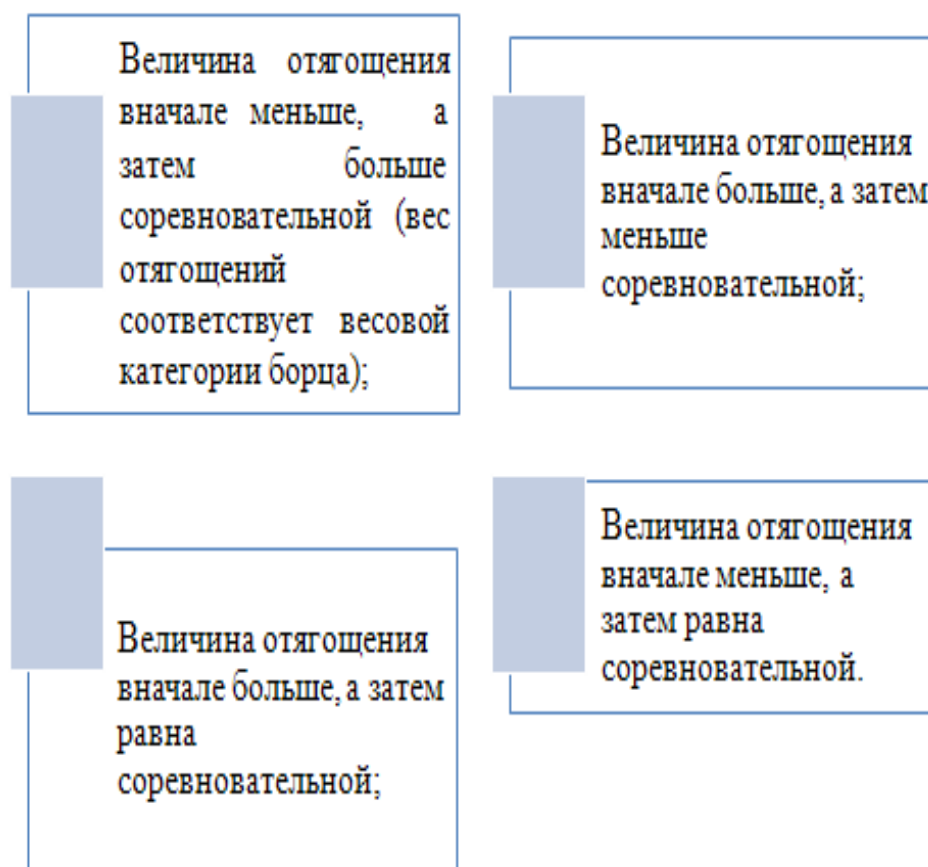 Величина отягощения
вначале меньше, а
затем больше
соревновательной (вес
отягощений
соответствует весовой
категории борца);
Величина отягощения
вначале больше, а затем
меньше
соревновательной;
Величина отягощения
вначале больше, а затем
равна
соревновательной;
Величина отягощения
вначале меньше, а
затем равна
соревновательной.